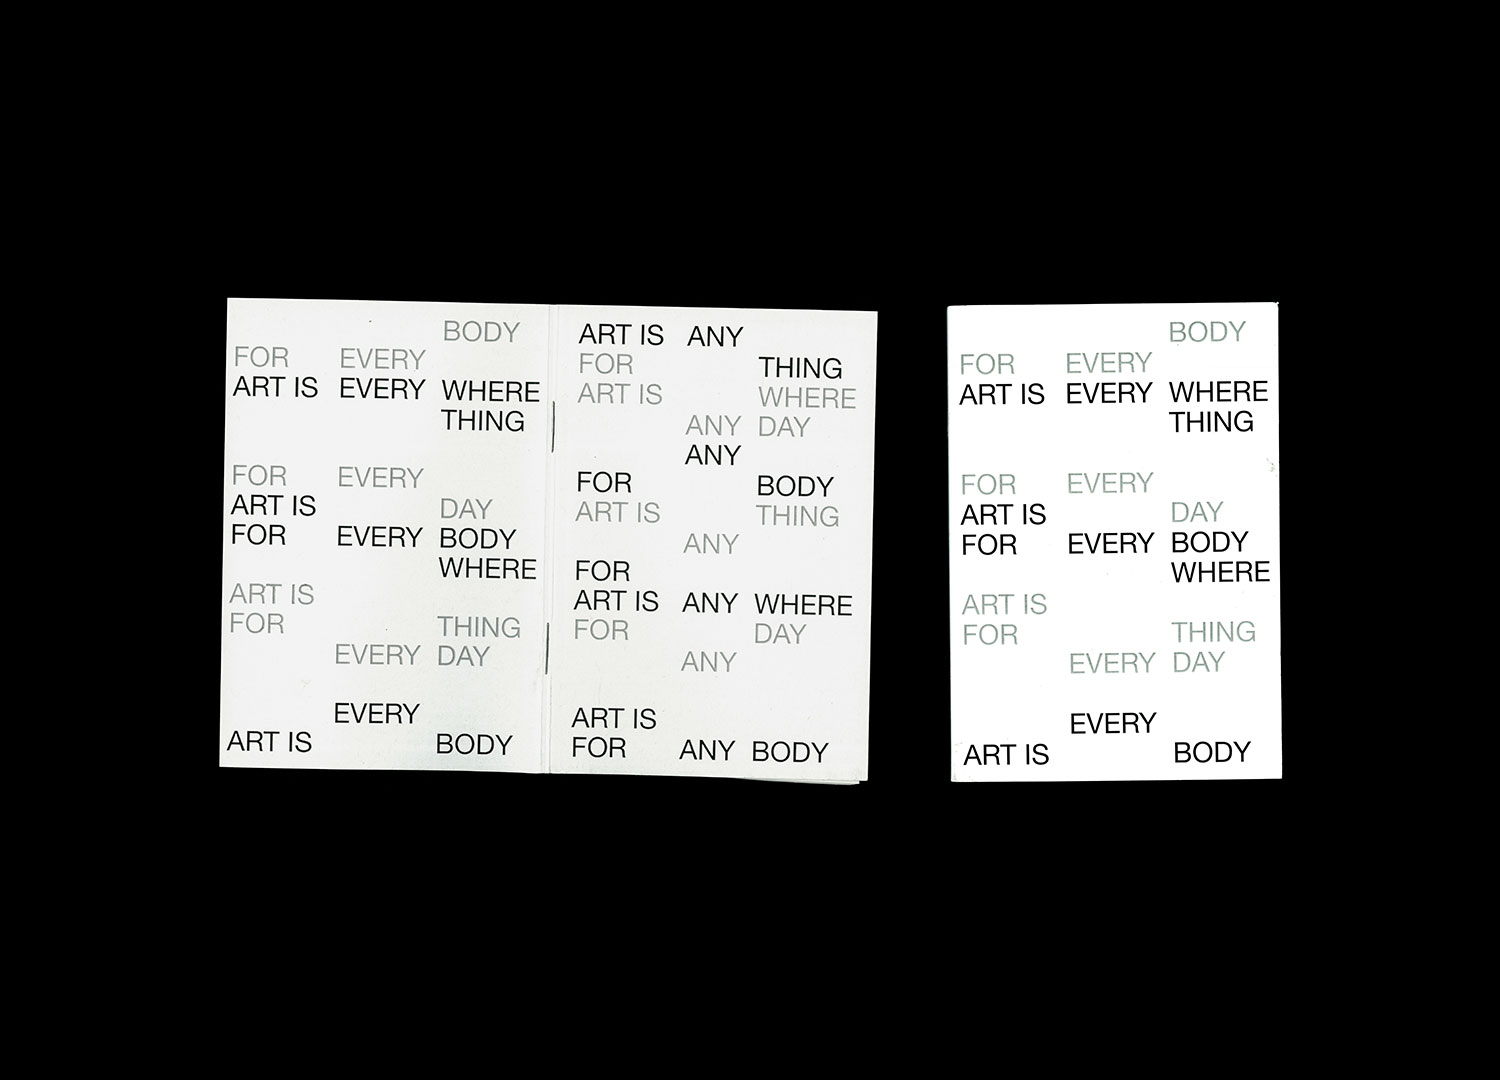 BODY
FOR EVERY
ART IS EVERY WHERE
THING
FOR EVERY
ART IS DAY
FOR EVERY BODY
WHERE
ART IS
FOR THING
EVERY DAY
EVERY
ART IS BODY
ART IS ANY
FOR THING
ART IS WHERE
ANY DAY
ANY
FOR BODY
ART IS THING
ANY
FOR
ART IS ANY WHERE
FOR DAY
ANY
ART IS
FOR ANY BODY
BODY
FOR EVERY
ART IS EVERY WHERE
THING
FOR EVERY
ART IS DAY
FOR EVERY BODY
WHERE
ART IS
FOR THING
EVERY DAY
EVERY
ART IS BODY